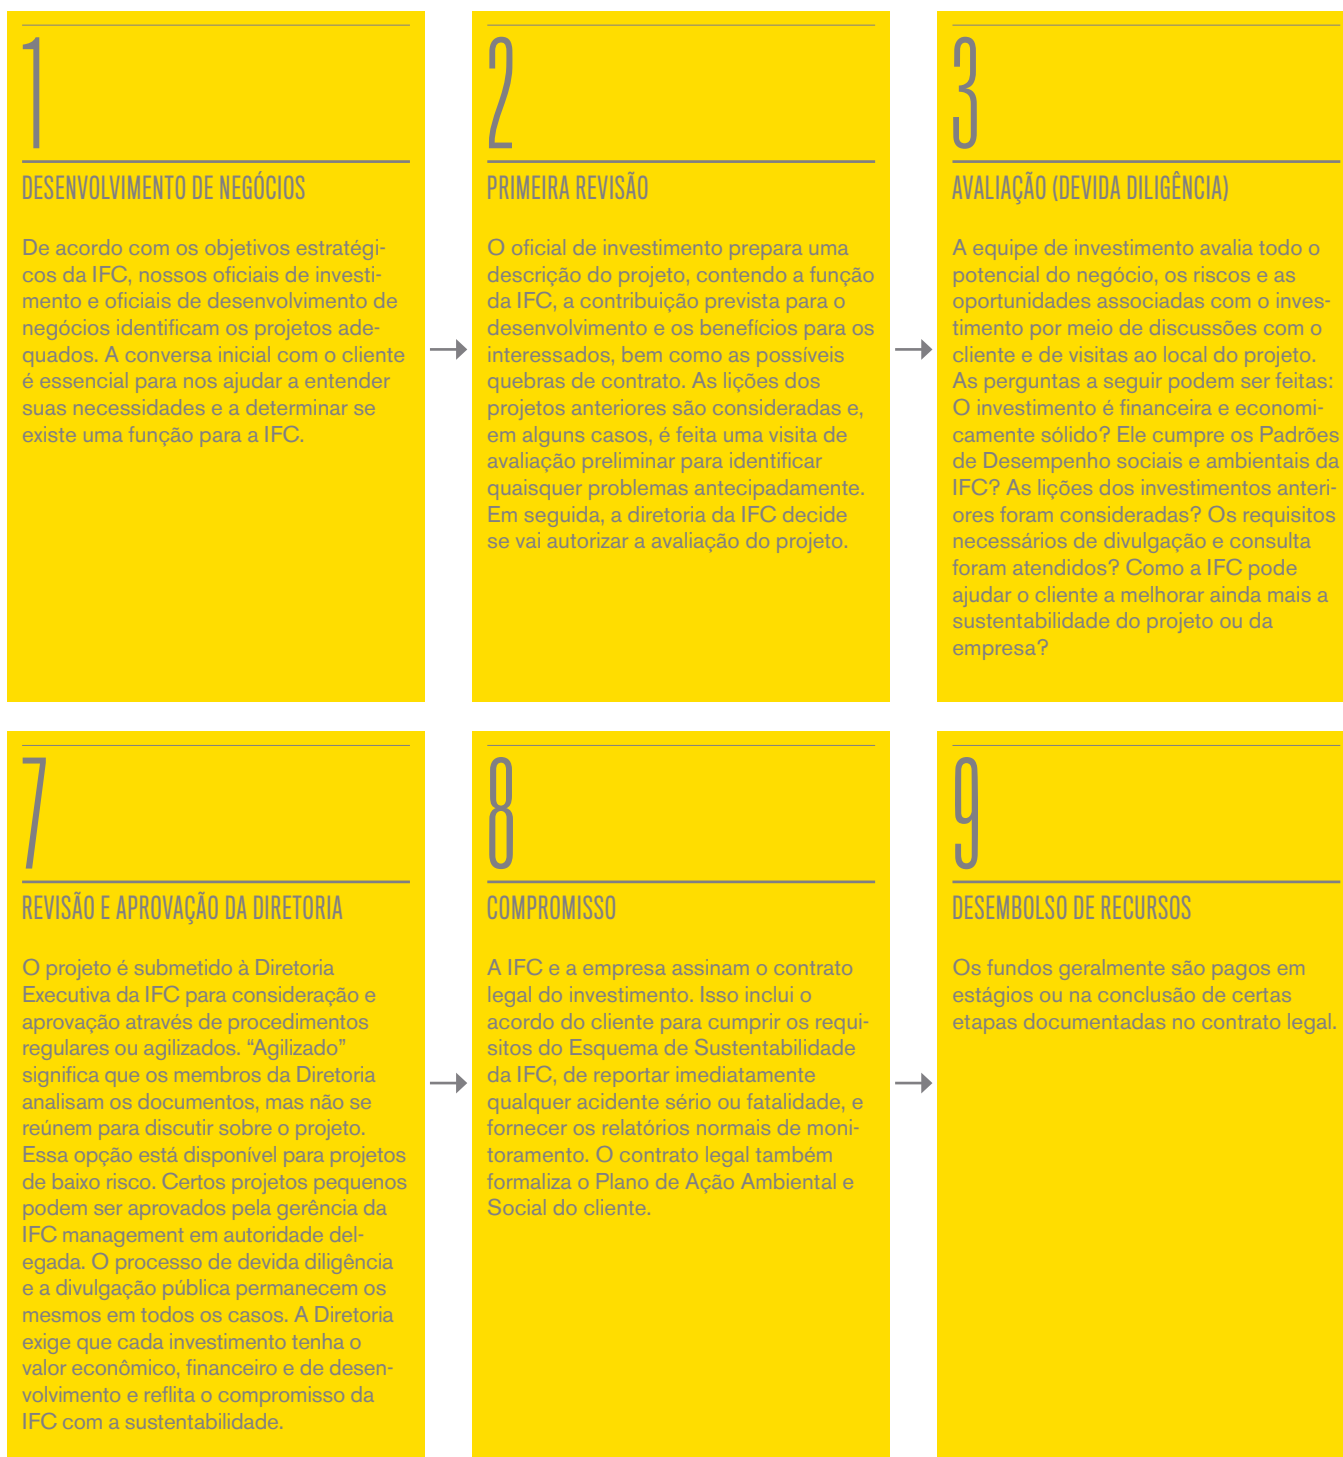 1
DESENVOLVIMENTO DE NEGÓCIOS
De acordo com os objetivos estratégi-
cos da IFC, nossos oficiais de investi-
mento e oficiais de desenvolvimento de
negócios identificam os projetos ade-
quados. A conversa inicial com o cliente
é essencial para nos ajudar a entender
suas necessidades e a determinar se
existe uma função para a IFC.
2
PRIMEIRA REVISÃO
O oficial de investimento prepara uma
descrição do projeto, contendo a função
da IFC, a contribuição prevista para o
desenvolvimento e os benefícios para os
interessados, bem como as possíveis
quebras de contrato. As lições dos
projetos anteriores são consideradas e,
em alguns casos, é feita uma visita de
avaliação preliminar para identificar
quaisquer problemas antecipadamente.
Em seguida, a diretoria da IFC decide
se vai autorizar a avaliação do projeto.
3
AVALIAÇÃO (DEVIDA DILIGÊNCIA)
A equipe de investimento avalia todo o
potencial do negócio, os riscos e as
oportunidades associadas com o inves-
timento por meio de discussões com o
cliente e de visitas ao local do projeto.
As perguntas a seguir podem ser feitas:
O investimento é financeira e economi-
camente sólido? Ele cumpre os Padrões
de Desempenho sociais e ambientais da
IFC? As lições dos investimentos anteri-
ores foram consideradas? Os requisitos
necessários de divulgação e consulta
foram atendidos? Como a IFC pode
ajudar o cliente a melhorar ainda mais a
sustentabilidade do projeto ou da
empresa?
7
REVISÃO E APROVAÇÃO DA DIRETORIA
O projeto é submetido à Diretoria
Executiva da IFC para consideração e
aprovação através de procedimentos
regulares ou agilizados. “Agilizado”
significa que os membros da Diretoria
analisam os documentos, mas não se
reúnem para discutir sobre o projeto.
Essa opção está disponível para projetos
de baixo risco. Certos projetos pequenos
podem ser aprovados pela gerência da
IFC management em autoridade del-
egada. O processo de devida diligência
e a divulgação pública permanecem os
mesmos em todos os casos. A Diretoria
exige que cada investimento tenha o
valor econômico, financeiro e de desen-
volvimento e reflita o compromisso da
IFC com a sustentabilidade.
8
COMPROMISSO
A IFC e a empresa assinam o contrato
legal do investimento. Isso inclui o
acordo do cliente para cumprir os requi-
sitos do Esquema de Sustentabilidade
da IFC, de reportar imediatamente
qualquer acidente sério ou fatalidade, e
fornecer os relatórios normais de moni-
toramento. O contrato legal também
formaliza o Plano de Ação Ambiental e
Social do cliente.
9
DESEMBOLSO DE RECURSOS
Os fundos geralmente são pagos em
estágios ou na conclusão de certas
etapas documentadas no contrato legal.